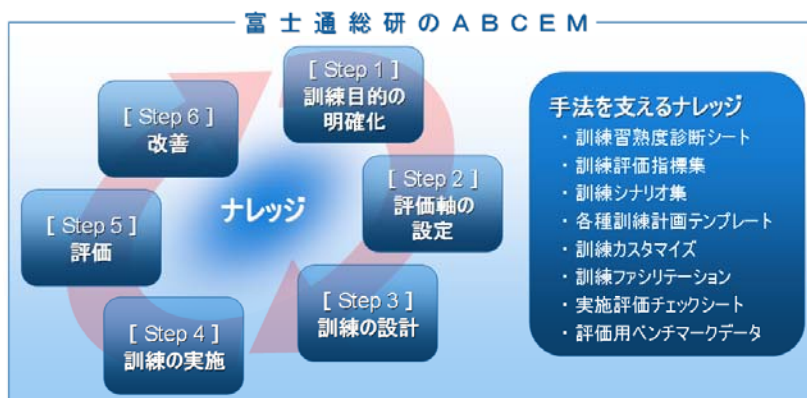 富士通総研のABCEM
[ Step 1 ]
訓練目的の
明確化
[ Step 2 ]
評価軸の
設定
[ Step 3 ]
訓練の設計
[ Step 4 ]
訓練の実施
[ Step 5 ]
評価
[ Step 6 ]
改善
ナレッジ
手法を支えるナレッジ
・訓練習熟度診断シート
・訓練評価指標集
・訓練シナリオ集
・各種訓練計画テンプレート
・訓練カスタマイズ
・訓練ファシリテーション
・実施評価チェックシート
・評価用ベンチマークデータ